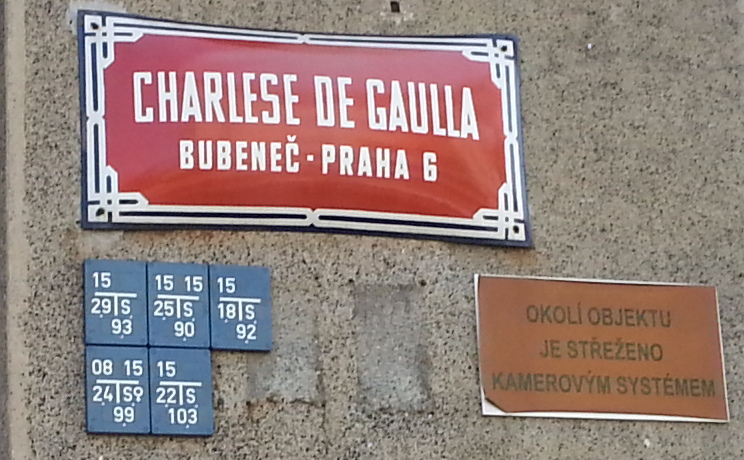 CHARLESE DE GAULLA
BUBENEČ - PRAHA 6
15
29 S
93
15 15
25 S
90
15
18 S
92
08 15
24 S
99
15
22 S
103
OKOLÍ OBJEKTU
JE STŘEŽENO
KAMEROVÝM SYSTÉMEM